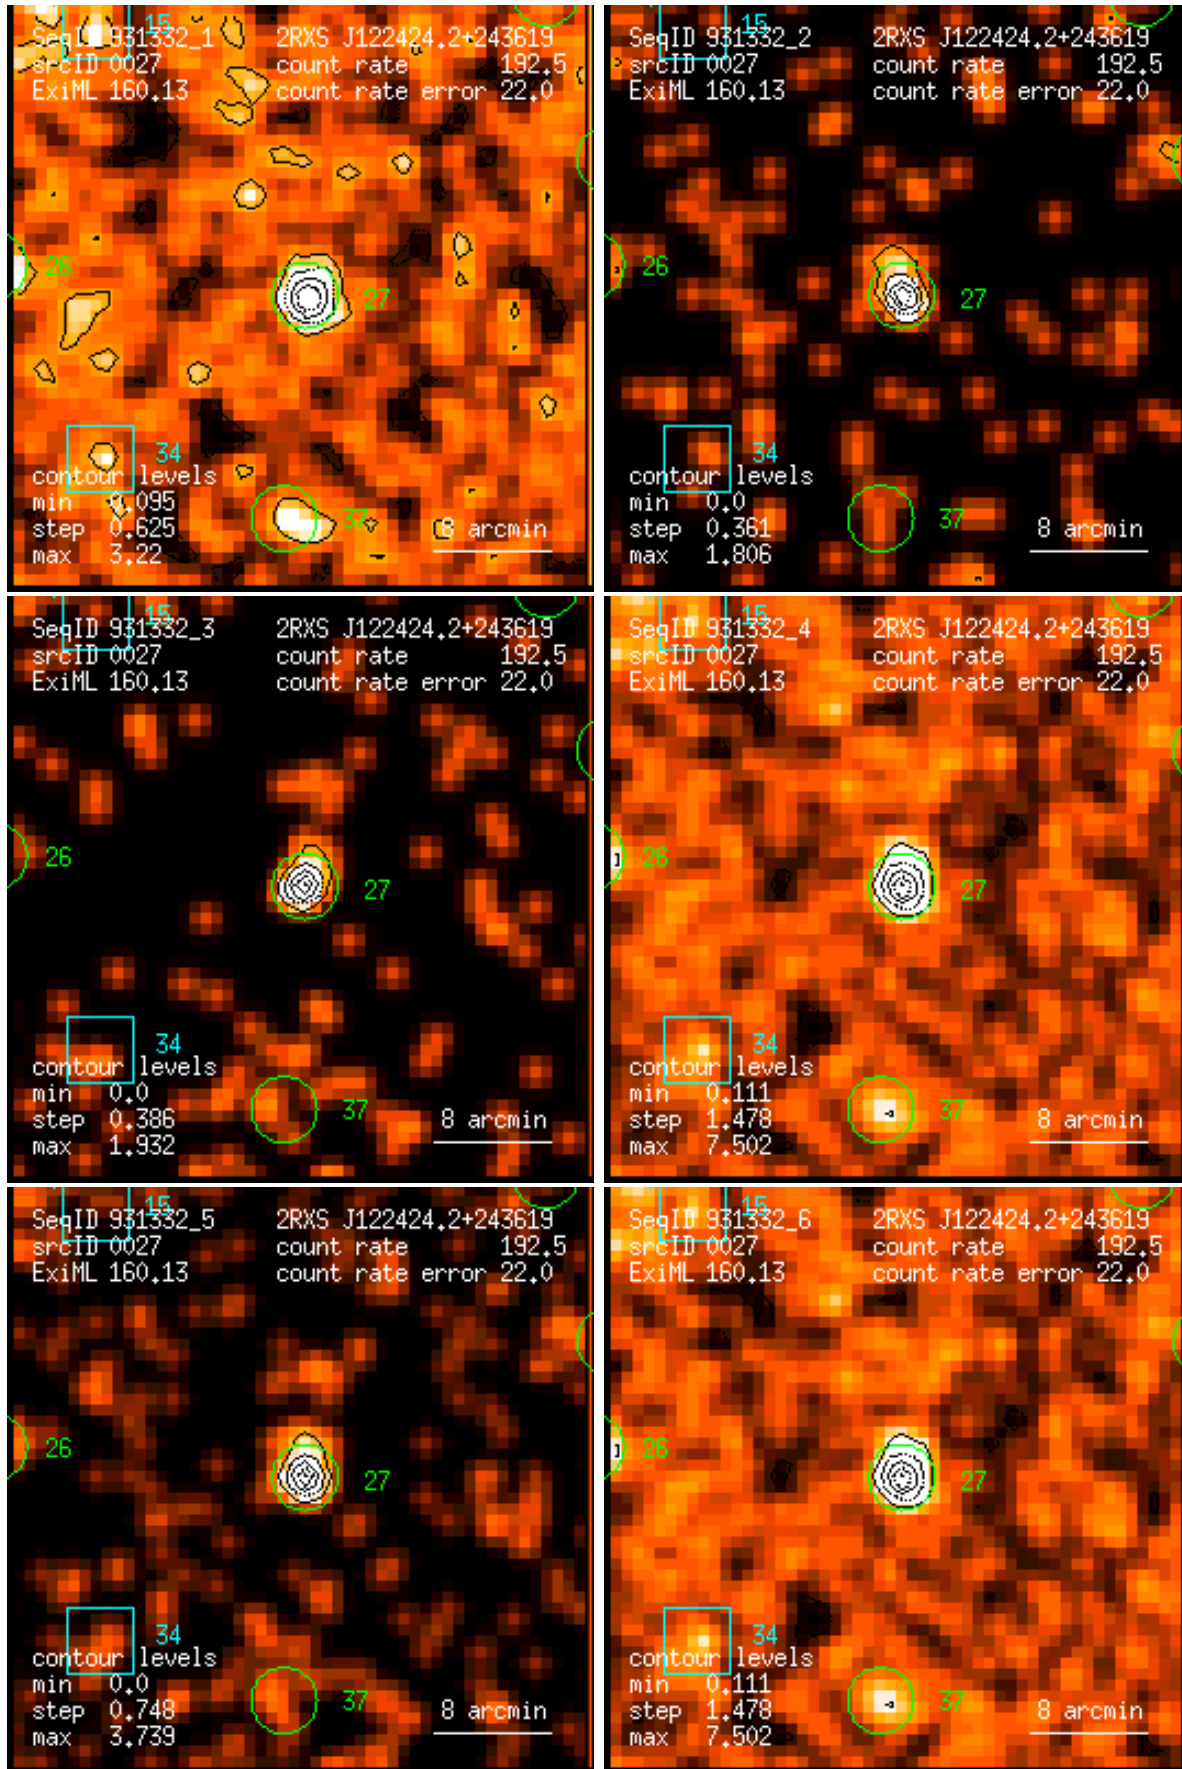 15
SeqID 931332_1 2RXS J122424.2+243619
srcID 0027 count rate 192.5
ExiML 160.13 count rate error 22.0
26
27
34
contour levels
min 0.095
37
step 0.625 8 arcmin
max 3.22
15
SeqID 931332_2 2RXS J122424.2+243619
srcID 0027 count rate 192.5
ExiML 160.13 count rate error 22.0
26
27
34
contour levels
min 0.0
37
step 0.361 8 arcmin
max 1.806
15
SeqID 931332_3 2RXS J122424.2+243619
srcID 0027 count rate 192.5
ExiML 160.13 count rate error 22.0
26
27
34
contour levels
min 0.0
37
step 0.386 8 arcmin
max 1.932
15
SeqID 931332_4 2RXS J122424.2+243619
srcID 0027 count rate 192.5
ExiML 160.13 count rate error 22.0
26
27
34
contour levels
min 0.111
37
step 1.478 8 arcmin
max 7.502
15
SeqID 931332_5 2RXS J122424.2+243619
srcID 0027 count rate 192.5
ExiML 160.13 count rate error 22.0
26
27
34
contour levels
min 0.0
37
step 0.748 8 arcmin
max 3.739
15
SeqID 931332_6 2RXS J122424.2+243619
srcID 0027 count rate 192.5
ExiML 160.13 count rate error 22.0
26
27
34
contour levels
min 0.111
37
step 1.478 8 arcmin
max 7.502